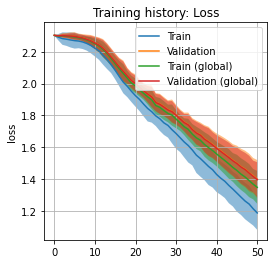 Training history: Loss
Train
Validation
Train (global)
Validation (global)
loss
2.2
2.0
1.8
1.6
1.4
1.2
0 10 20 30 40 50